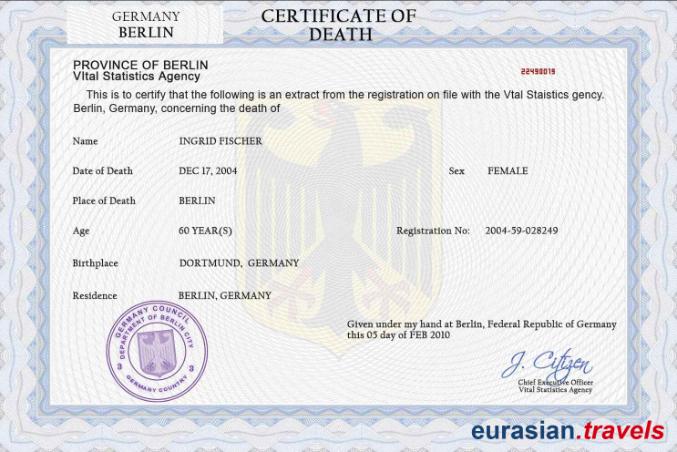 GERMANY
BERLIN
CERTIFICATE OF
DEATH
PROVINCE OF BERLIN
VItal Statistics Agency
22490019
This is to certify that the following is an extract from the registration on file with the Vtal Staistics gency.
Berlin, Germany, concerning the death of
Name INGRID FISCHER
Date of Death DEC 17, 2004 Sex FEMALE
Place of Death BERLIN
Age 60 YEAR(S) Registration No: 2004-59-028249
Birthplace DORTMUND, GERMANY
Residence BERLIN, GERMANY
GERMANY COUNCIL
DEPARTMENT OF BERLIN CITY
GERMANY COUNTRY
Given under my hand at Berlin, Federal Republic of Germany
this 05 day of FEB 2010
J. Citizen
Chief Executive Officer
Vital Statistics Agency
eurasian.travels